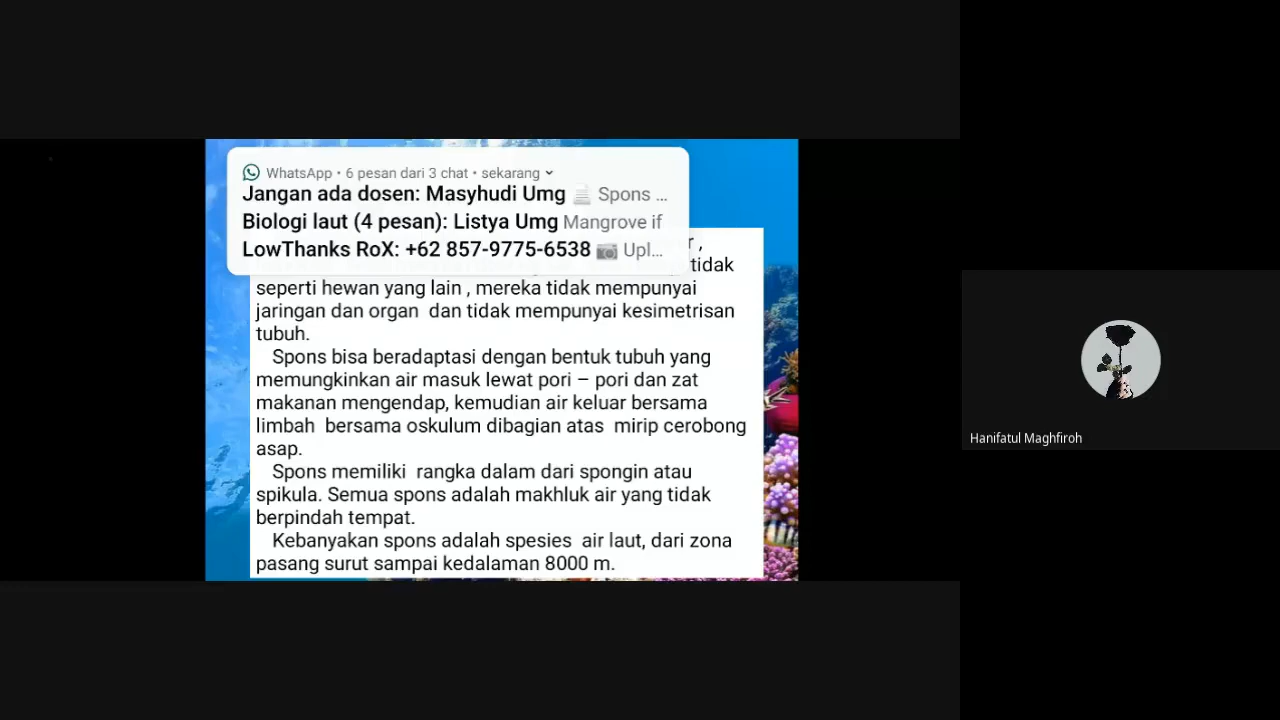 WhatsApp • 6 pesan dari 3 chat • sekarang
Jangan ada dosen: Masyhudi Umg Spons ...
Biologi laut (4 pesan): Listya Umg Mangrove if
LowThanks RoX: +62 857-9775-6538 Upl...
r ,
tidak
seperti hewan yang lain , mereka tidak mempunyai
jaringan dan organ dan tidak mempunyai kesimetrisan
tubuh.
Spons bisa beradaptasi dengan bentuk tubuh yang
memungkinkan air masuk lewat pori – pori dan zat
makanan mengendap, kemudian air keluar bersama
limbah bersama oskulum dibagian atas mirip cerobong
asap.
Spons memiliki rangka dalam dari spongin atau
spikula. Semua spons adalah makhluk air yang tidak
berpindah tempat.
Kebanyakan spons adalah spesies air laut, dari zona
pasang surut sampai kedalaman 8000 m.
Hanifatul Maghfiroh